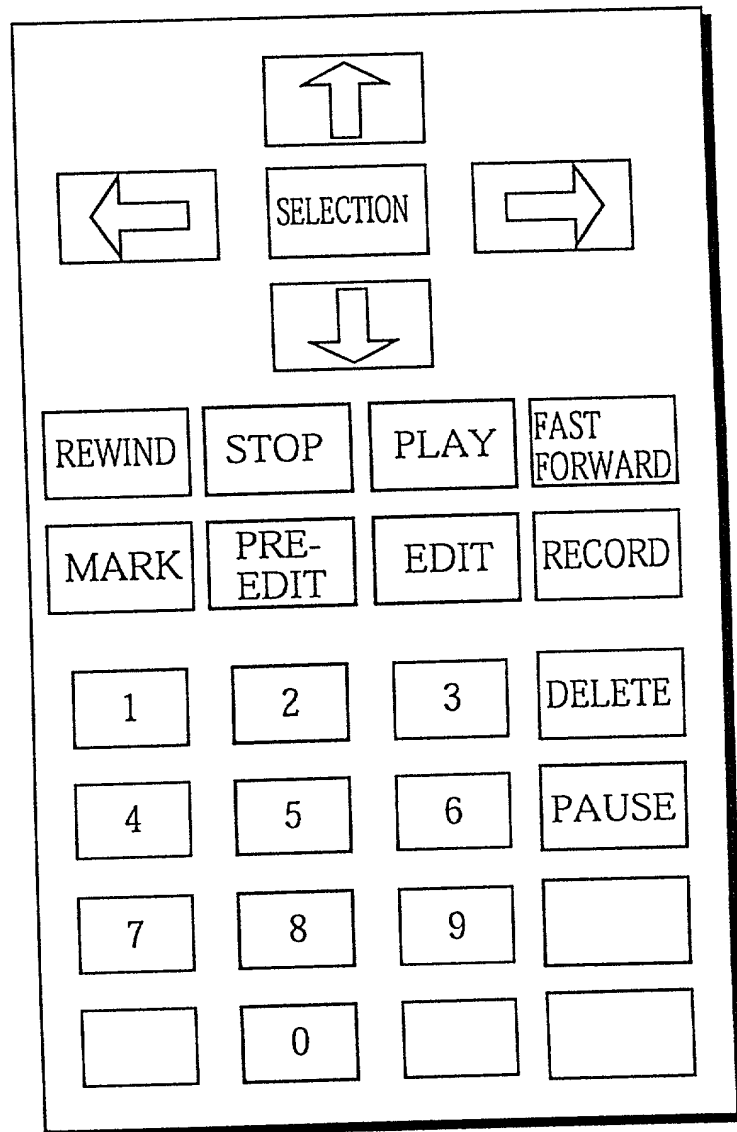 SELECTION
REWIND
STOP
PLAY
FAST
FORWARD
MARK
PRE-
EDIT
EDIT
RECORD
1
2
3
DELETE
4
5
6
PAUSE
7
8
9
0